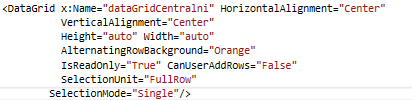 <DataGrid x:Name="dataGridCentralni" HorizontalAlignment="Center"
VerticalAlignment="Center"
Height="auto" Width="auto"
AlternatingRowBackground="Orange"
IsReadOnly="True" CanUserAddRows="False"
SelectionUnit="FullRow"
SelectionMode="Single"/>